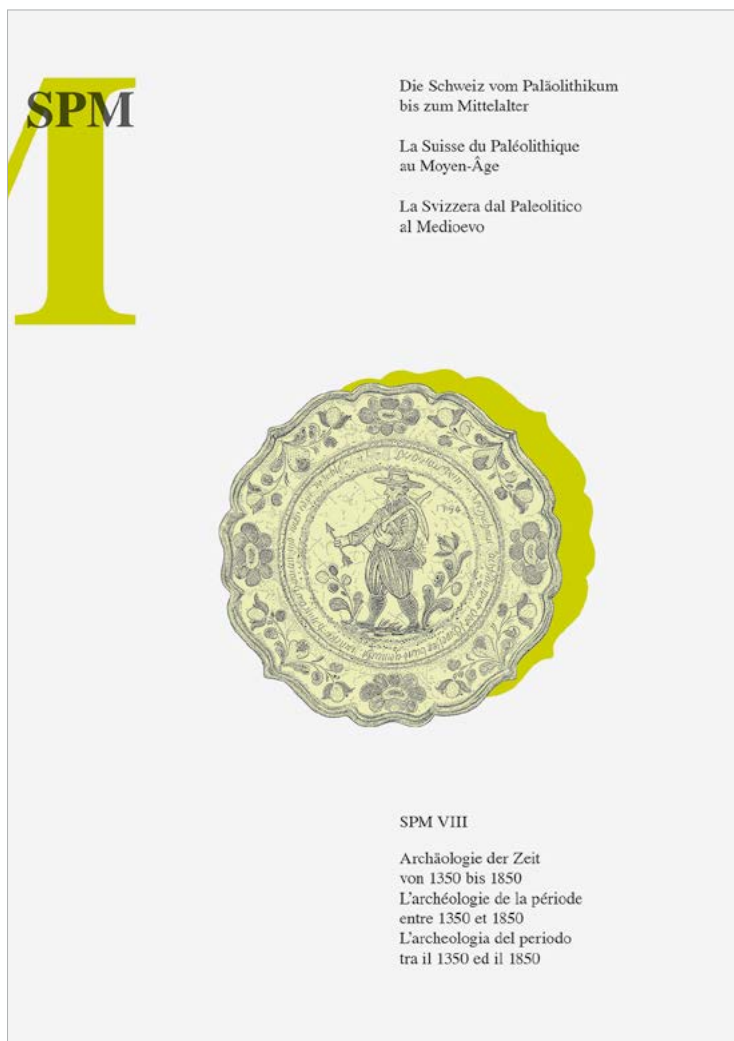 SPM
Die Schweiz vom Paläolithikum
bis zum Mittelalter
La Suisse du Paléolithique
au Moyen-Âge
La Svizzera dal Paleolitico
al Medioevo
1794
SPM VIII
Archäologie der Zeit
von 1350 bis 1850
L'archéologie de la période
entre 1350 et 1850
L'archeologia del periodo
tra il 1350 ed il 1850